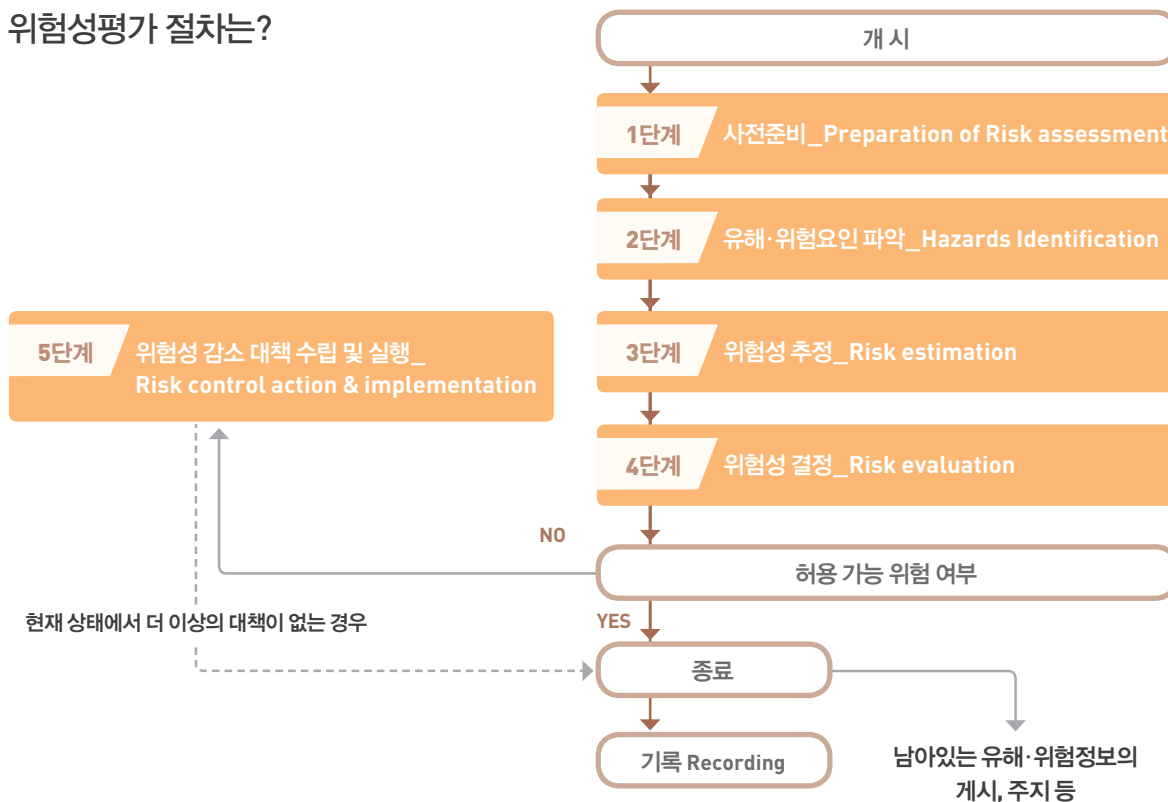 위험성평가 절차는?
개 시
1단계 사전준비_Preparation of Risk assessment
2단계 유해·위험요인 파악_Hazards Identification
3단계 위험성 추정_Risk estimation
4단계 위험성 결정_Risk evaluation
5단계 위험성 감소 대책 수립 및 실행_
Risk control action & implementation
NO
허용 가능 위험 여부
현재 상태에서 더 이상의 대책이 없는 경우
YES
종료
기록 Recording
남아있는 유해·위험정보의
게시, 주지 등